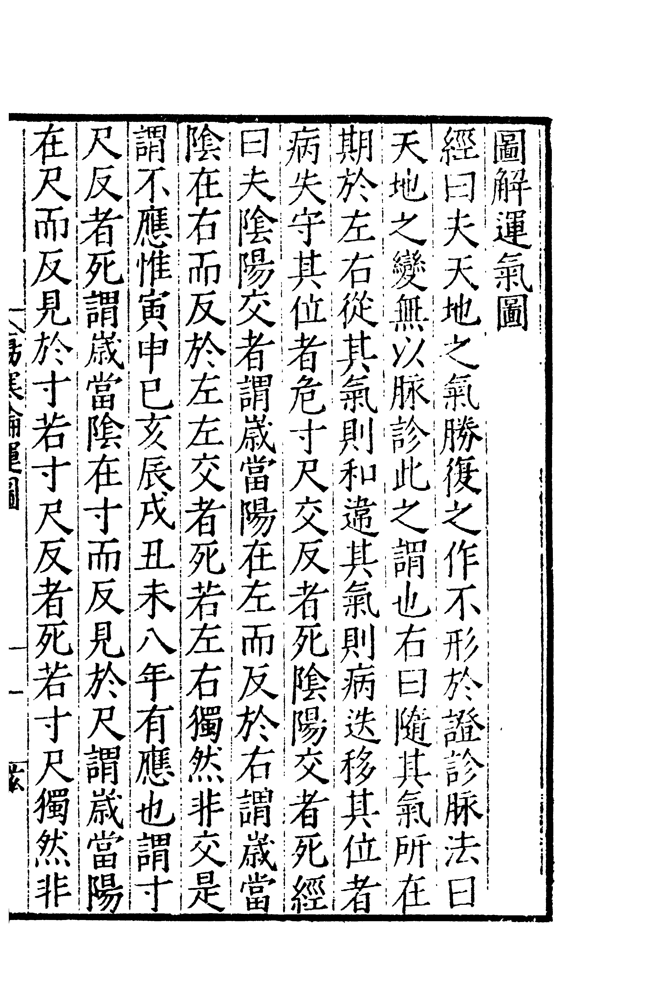 圖解運氣圖
經曰夫天地之氣勝復之作不形於證診脉法曰
天地之變無以脉診此之謂也右曰隨其氣所在
期於左右從其氣則和違其氣則病迭移其位者
病失守其位者危寸尺交反者死陰陽交者死經
曰夫陰陽交者謂歲當陽在左而反於右謂歲當
陰在右而反於左左交者死若左右獨然非交是
謂不應惟寅申巳亥辰戌丑未八年有應也謂寸
尺反者死謂歲當陰在寸而反見於尺謂歲當陽
在尺而反見於寸若寸尺反者死若寸尺獨然非